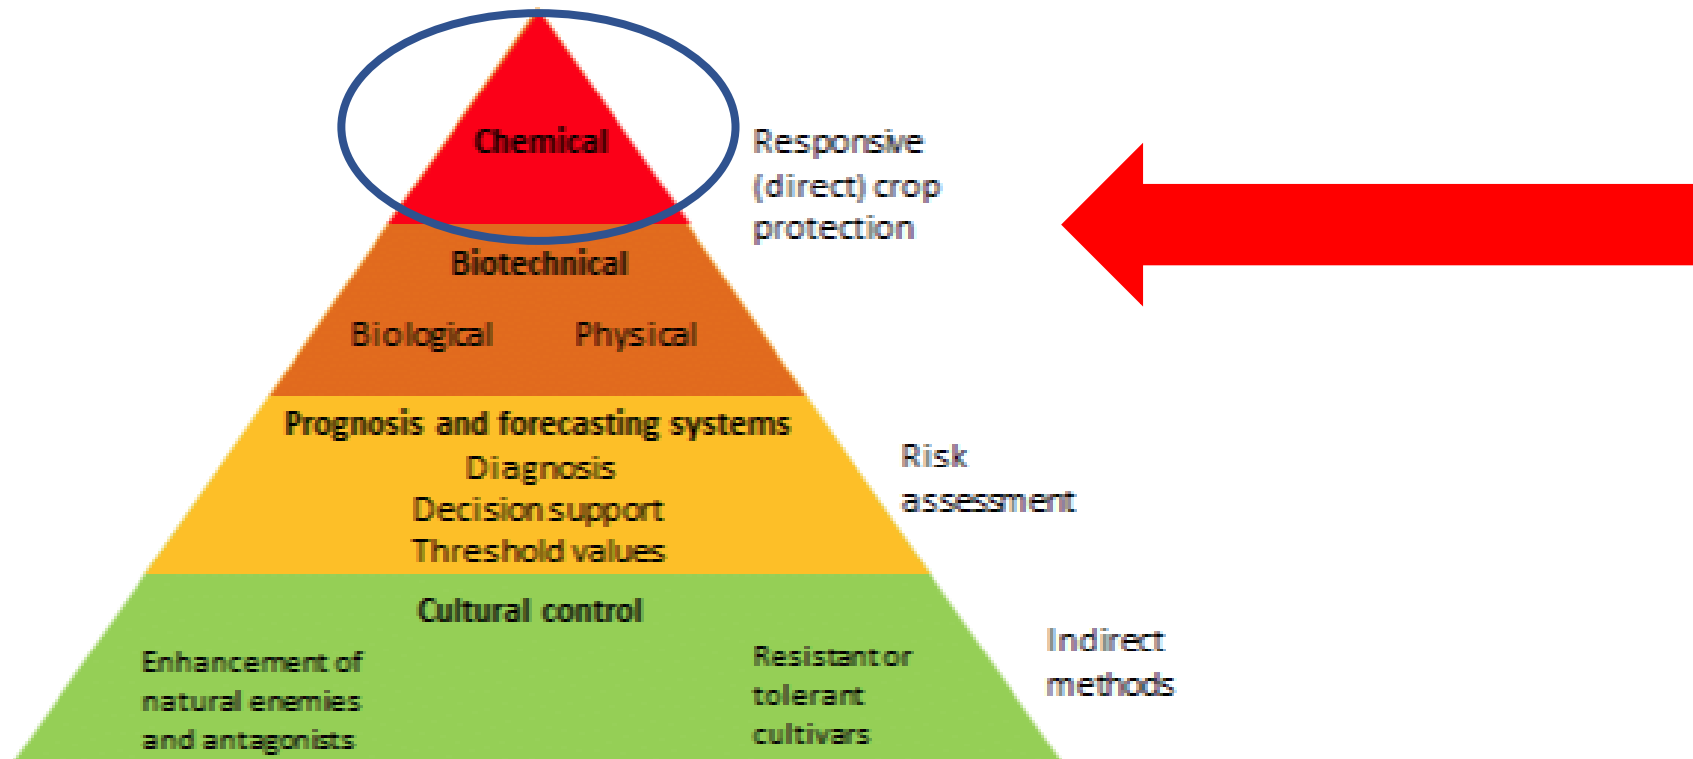 Chemical
Responsive
(direct) crop
protection
Biotechnical
Biological Physical
Prognosis and forecasting systems
Diagnosis
Decision support
Threshold values
Risk
assessment
Cultural control
Enhancement of
natural enemies
and antagonists
Resistant or
tolerant
cultivars
Indirect
methods